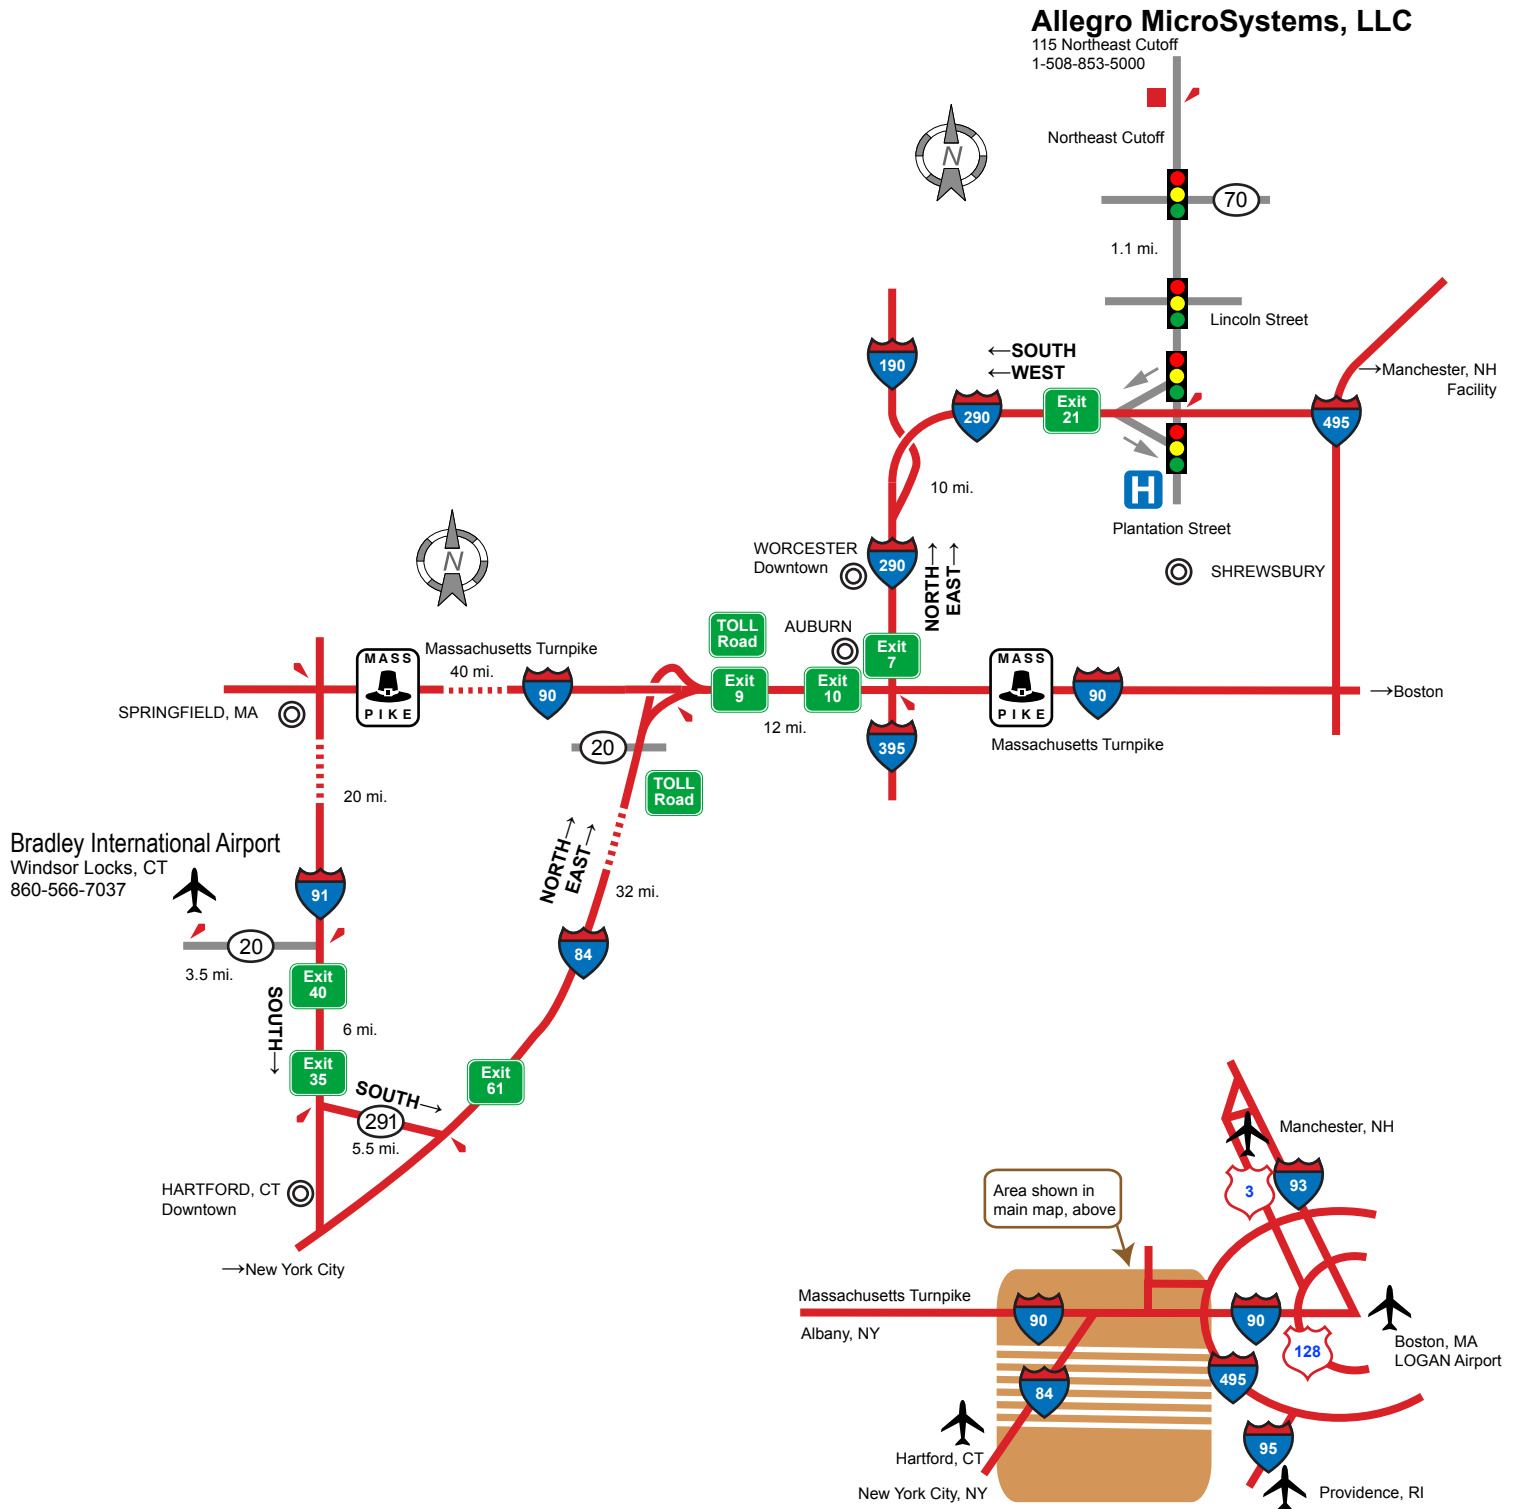 Allegro MicroSystems, LLC
115 Northeast Cutoff
1-508-853-5000
Northeast Cutoff
N
70
1.1 mi.
Lincoln Street
←SOUTH
←WEST
190
→Manchester, NH
Facility
290
Exit
21
495
10 mi.
H
Plantation Street
N
WORCESTER
Downtown
290
NORTH→
EAST→
SHREWSBURY
TOLL
Road
AUBURN
Exit
7
Massachusetts Turnpike
40 mi.
MASS
PIKE
90
Exit
9
Exit
10
MASS
PIKE
90
→Boston
SPRINGFIELD, MA
12 mi.
20
395
Massachusetts Turnpike
TOLL
Road
20 mi.
Bradley International Airport
Windsor Locks, CT
860-566-7037
NORTH→
EAST→
32 mi.
91
20
3.5 mi.
84
Exit
40
SOUTH→
6 mi.
Exit
35
SOUTH→
Exit
61
291
5.5 mi.
HARTFORD, CT
Downtown
→New York City
Manchester, NH
Area shown in
main map, above
3
93
Massachusetts Turnpike
Albany, NY
90
90
128
Boston, MA
LOGAN Airport
84
495
Hartford, CT
New York City, NY
95
Providence, RI